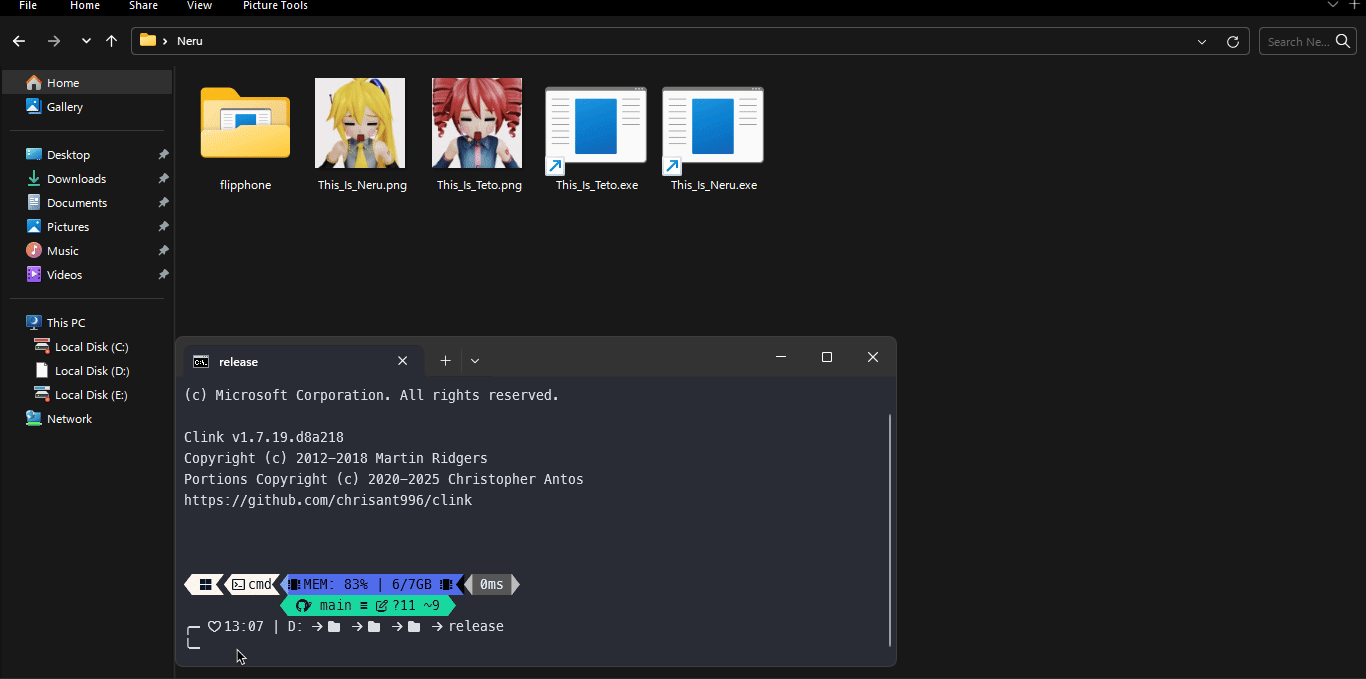 File Home Share View Picture Tools
Neru
Search Ne...
Home
Gallery
Desktop
Downloads
Documents
Pictures
Music
Videos
This PC
Local Disk (C:)
Local Disk (D:)
Local Disk (E:)
Network
flipphone This_Is_Neru.png This_Is_Teto.png This_Is_Teto.exe This_Is_Neru.exe
C:\.
release
(c) Microsoft Corporation. All rights reserved.
Clink v1.7.19.d8a218
Copyright (c) 2012-2018 Martin Ridgers
Portions Copyright (c) 2020-2025 Christopher Antos
https://github.com/chrisant996/clink
cmd MEM: 83% | 6/7GB 0ms
main ≡ ?11 ~9
♡13:07 | D: → → → → release